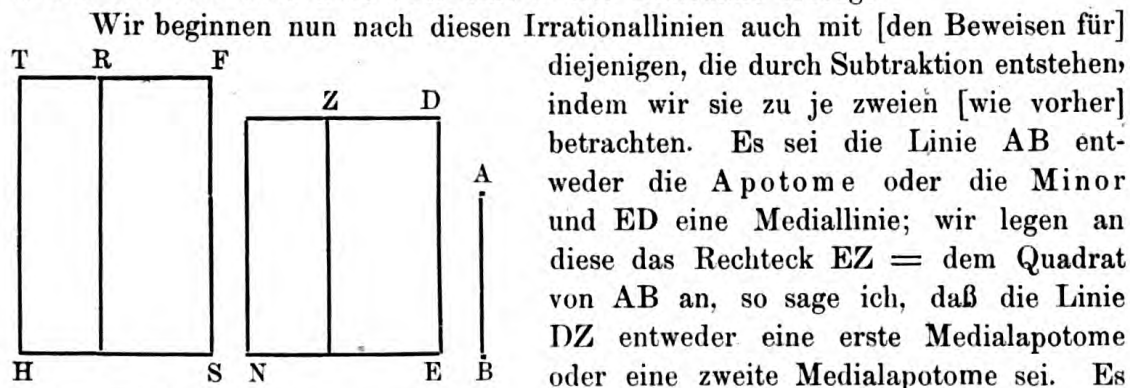 Wir beginnen nun nach diesen Irrationallinien auch mit [den Beweisen für]
T R F
diejenigen, die durch Subtraktion entstehen,
indem wir sie zu je zweien [wie vorher]
Z D
betrachten. Es sei die Linie AB ent-
A
weder die Apotome oder die Minor
und ED eine Mediallinie; wir legen an
diese das Rechteck EZ = dem Quadrat
von AB an, so sage ich, daß die Linie
DZ entweder eine erste Medialapotome
H S N E B
oder eine zweite Medialapotome sei. Es